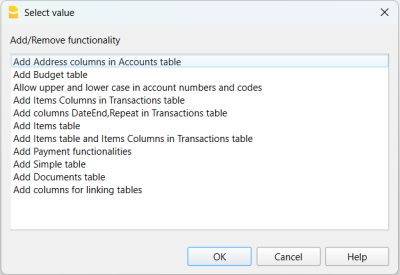 Select value
Add/Remove functionality
Add Address columns in Accounts table
Add Budget table
Allow upper and lower case in account numbers and codes
Add Items Columns in Transactions table
Add columns DateEnd,Repeat in Transactions table
Add Items table
Add Items table and Items Columns in Transactions table
Add Payment functionalities
Add Simple table
Add Documents table
Add columns for linking tables
OK Cancel Help